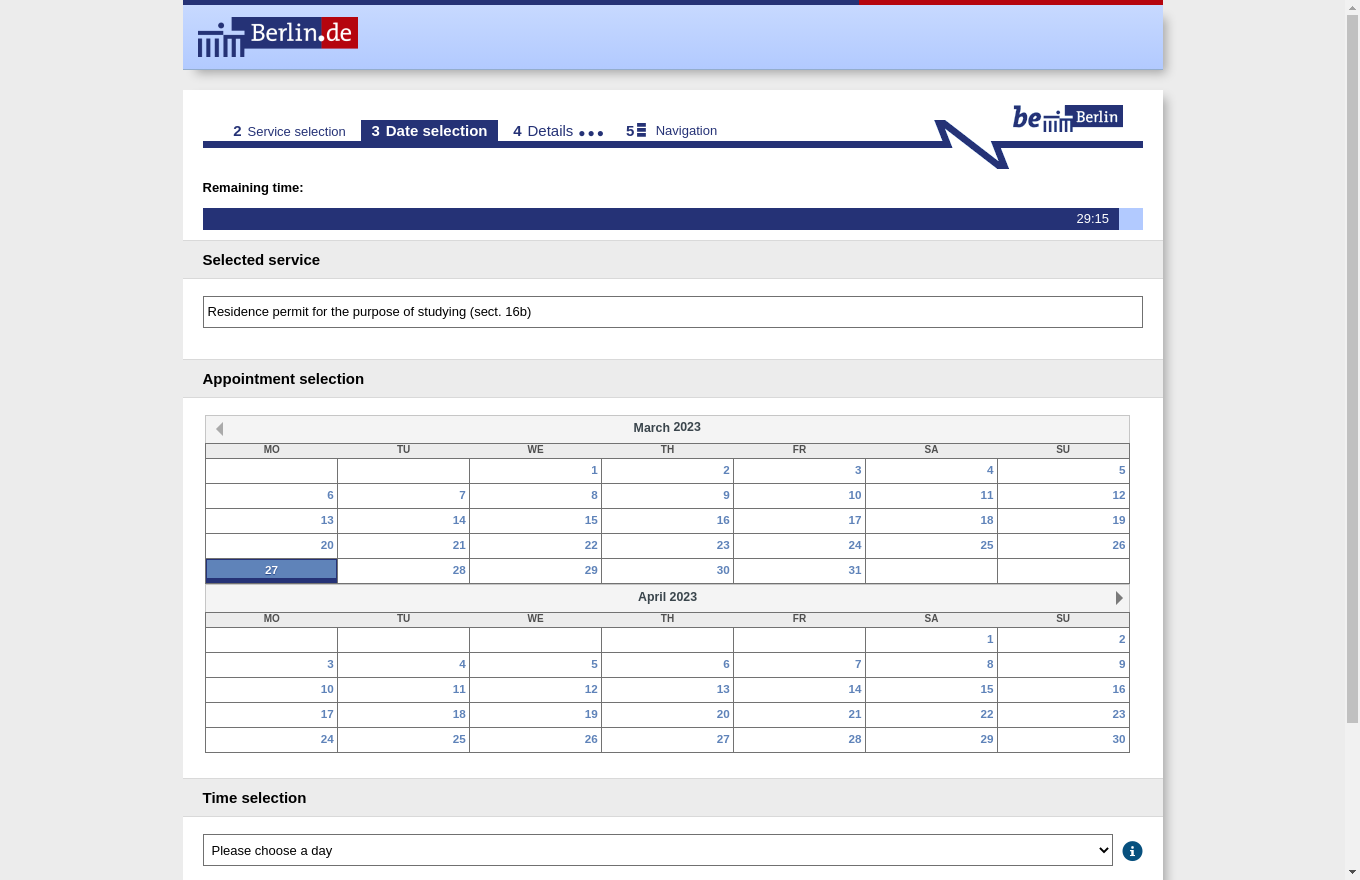 Berlin.de
be Berlin
2 Service selection 3 Date selection 4 Details 5 Navigation
Remaining time:
29:15
Selected service
Residence permit for the purpose of studying (sect. 16b)
Appointment selection
March 2023
MO TU WE TH FR SA SU
1 2 3 4 5
6 7 8 9 10 11 12
13 14 15 16 17 18 19
20 21 22 23 24 25 26
27 28 29 30 31
April 2023
MO TU WE TH FR SA SU
1 2
3 4 5 6 7 8 9
10 11 12 13 14 15 16
17 18 19 20 21 22 23
24 25 26 27 28 29 30
Time selection
Please choose a day